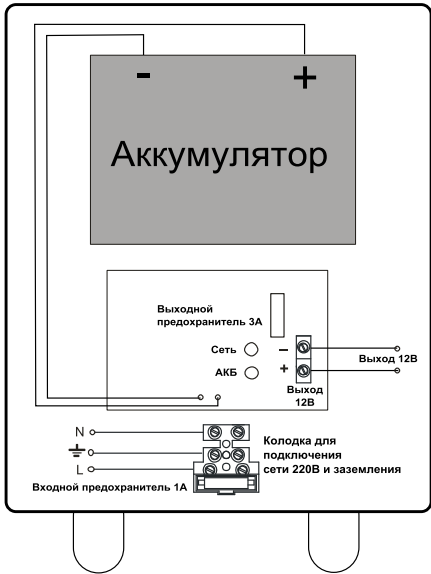 - +
Аккумулятор
Выходной
предохранитель 3А
Сеть
АКБ
–
+
Выход 12В
Выход
12В
N
L
Колодка для
подключения
сети 220В и заземления
Входной предохранитель 1А